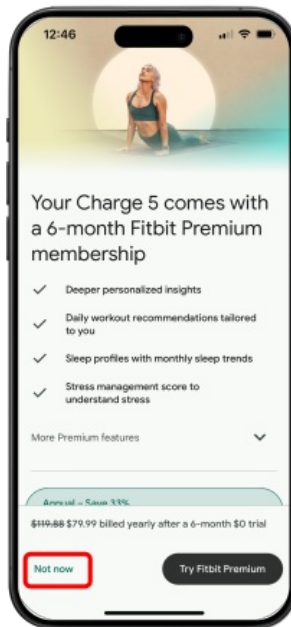 12:46
Your Charge 5 comes with
a 6-month Fitbit Premium
membership
Deeper personalized insights
Daily workout recommendations tailored
to you
Sleep profiles with monthly sleep trends
Stress management score to
understand stress
More Premium features
Annual – Save 33%
$119.88 $79.99 billed yearly after a 6-month $0 trial
Not now
Try Fitbit Premium